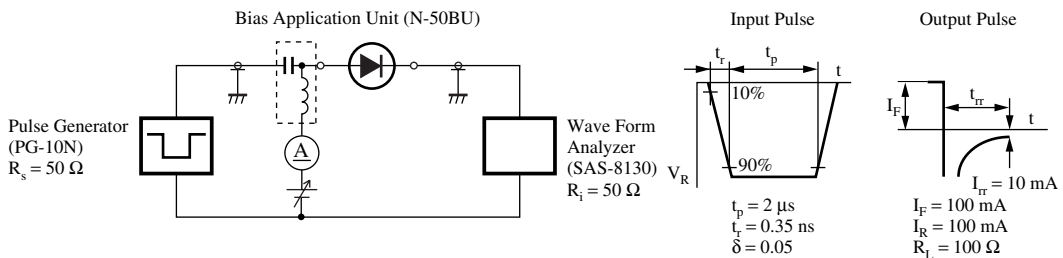 Bias Application Unit (N-50BU)
Pulse Generator
(PG-10N)
R_s = 50 Ω
A
Wave Form
Analyzer
(SAS-8130)
R_i = 50 Ω
Input Pulse
t_r
t_p
t
10%
90%
V_R
t_p = 2 μs
t_r = 0.35 ns
δ = 0.05
Output Pulse
I_F
t_rr
t
I_rr = 10 mA
I_F = 100 mA
I_R = 100 mA
R_L = 100 Ω